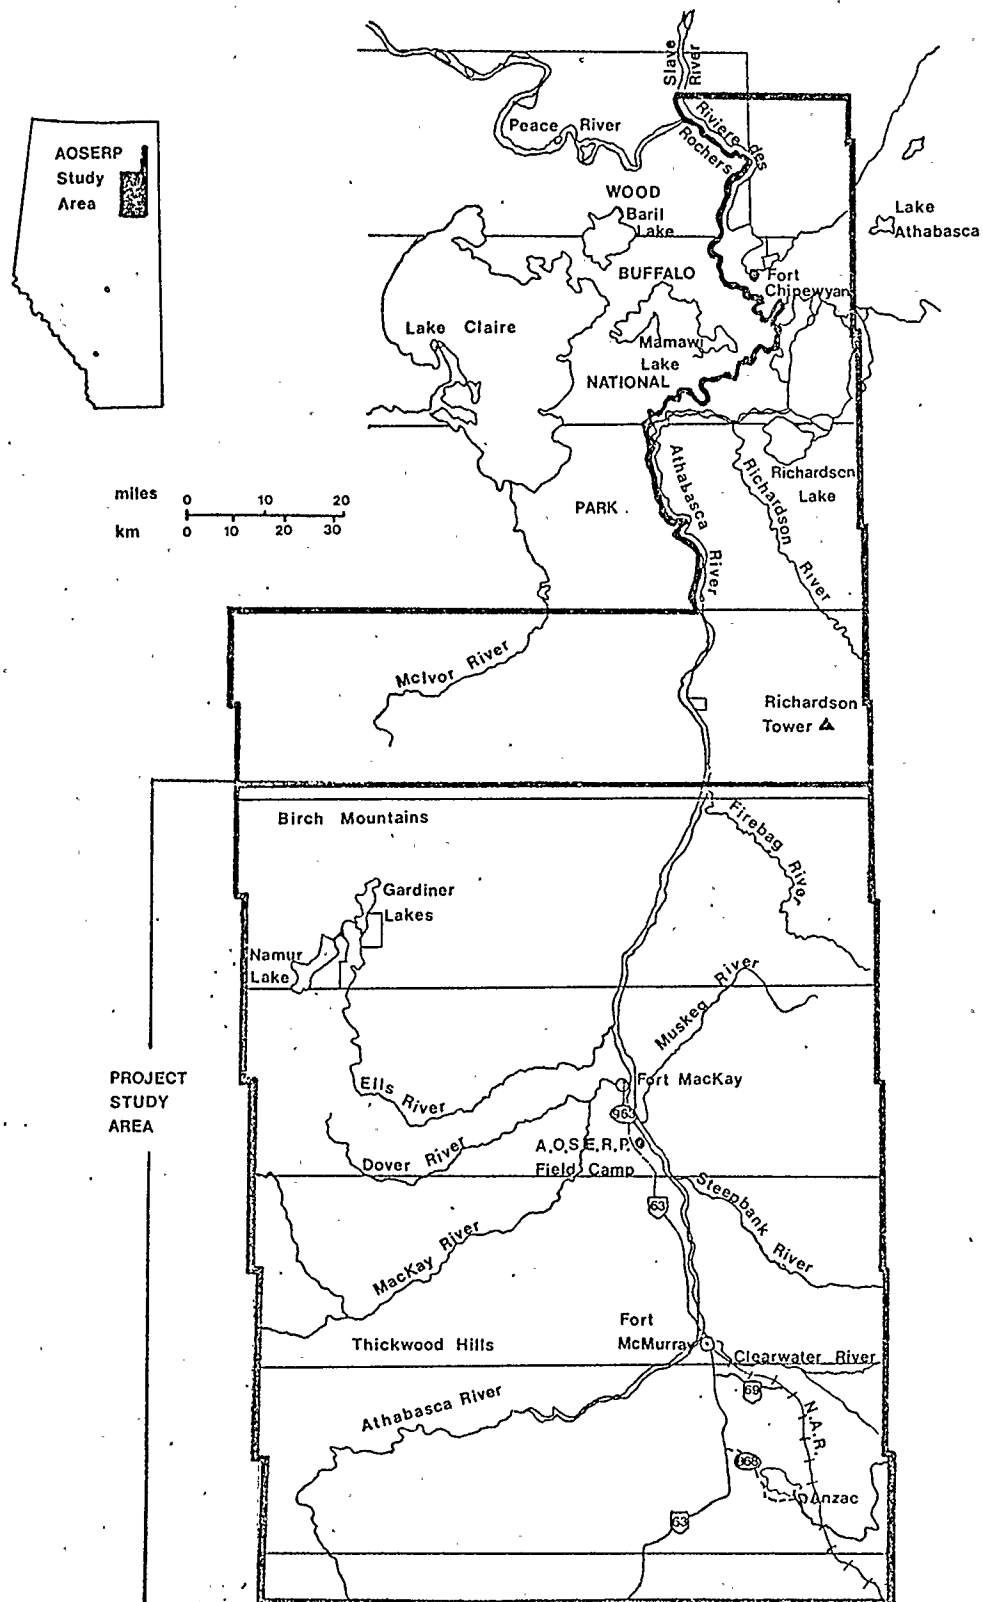 AOSERP
Study
Area
Slave
River
Peace River
Riviere des
Rochers
WOOD
Baril
Lake
Lake
Athabasca
BUFFALO
Fort
Chipewyan
Lake Claire
Mamawi
Lake
NATIONAL
Athabasca
River
Richardson
River
Richardson
Lake
PARK
miles 0 10 20
km 0 10 20 30
McIvor River
Richardson
Tower
Birch Mountains
Firebag River
Gardiner
Lakes
Namur
Lake
Muskeg River
PROJECT
STUDY
AREA
Ells River
Fort MacKay
963
A.O.S.E.R.P.
Field Camp
Dover River
63
Steepbank
River
MacKay River
Fort
McMurray
Thickwood Hills
Clearwater River
69
Athabasca River
N.A.R.
968
Anzac
63